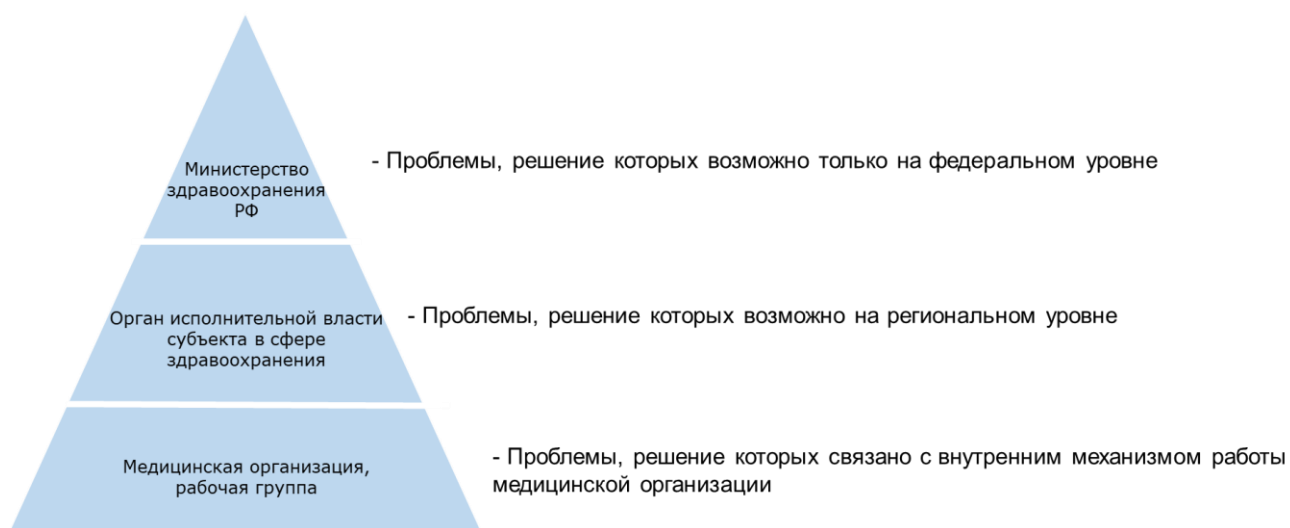 Министерство
здравоохранения
РФ
- Проблемы, решение которых возможно только на федеральном уровне
Орган исполнительной власти
субъекта в сфере
здравоохранения
- Проблемы, решение которых возможно на региональном уровне
Медицинская организация,
рабочая группа
- Проблемы, решение которых связано с внутренним механизмом работы
медицинской организации